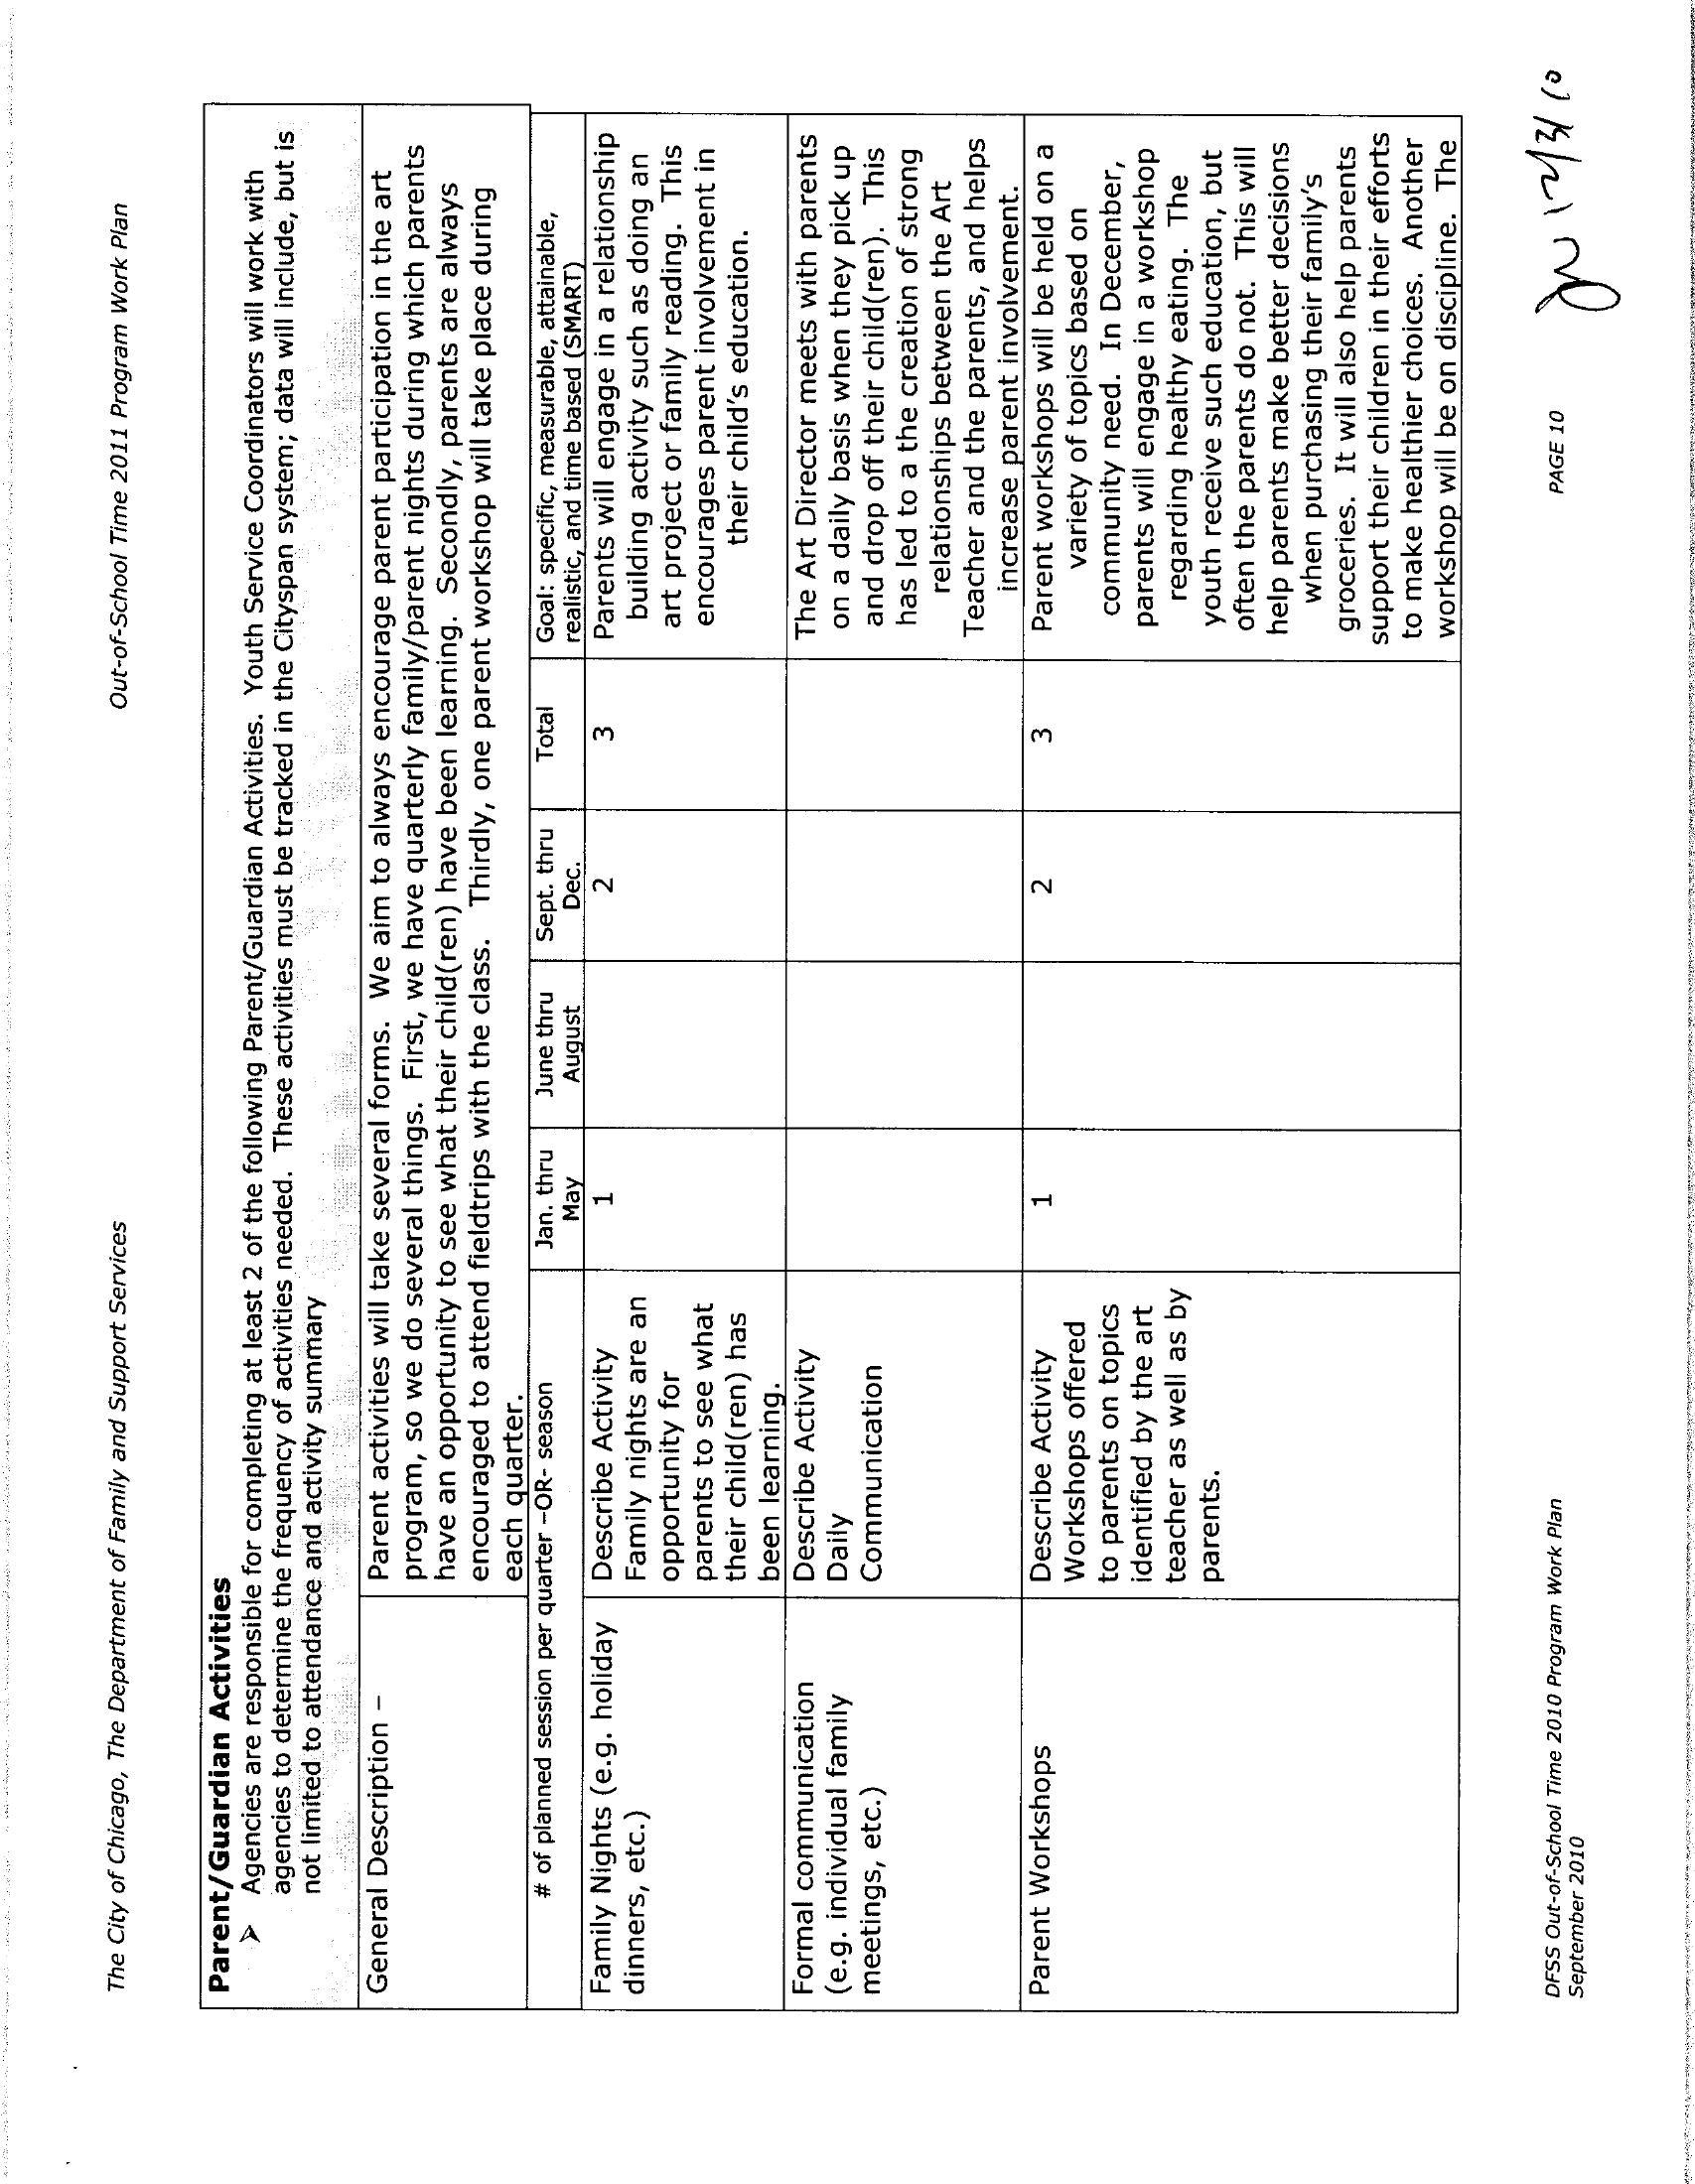 The City of Chicago, The Department of Family and Support Services
Out-of-School Time 2011 Program Work Plan
Parent/Guardian Activities
➢ Agencies are responsible for completing at least 2 of the following Parent/Guardian Activities. Youth Service Coordinators will work with
agencies to determine the frequency of activities needed. These activities must be tracked in the Cityspan system; data will include, but is
not limited to attendance and activity summary
General Description –
Parent activities will take several forms. We aim to always encourage parent participation in the art
program, so we do several things. First, we have quarterly family/parent nights during which parents
have an opportunity to see what their child(ren) have been learning. Secondly, parents are always
encouraged to attend fieldtrips with the class. Thirdly, one parent workshop will take place during
each quarter.
# of planned session per quarter –OR- season
Jan. thru
May
June thru
August
Sept. thru
Dec.
Total
Goal: specific, measurable, attainable,
realistic, and time based (SMART)
Family Nights (e.g. holiday
dinners, etc.)
Describe Activity
Family nights are an
opportunity for
parents to see what
their child(ren) has
been learning.
1
2
3
Parents will engage in a relationship
building activity such as doing an
art project or family reading. This
encourages parent involvement in
their child's education.
Formal communication
(e.g. individual family
meetings, etc.)
Describe Activity
Daily
Communication
The Art Director meets with parents
on a daily basis when they pick up
and drop off their child(ren). This
has led to a the creation of strong
relationships between the Art
Teacher and the parents, and helps
increase parent involvement.
Parent Workshops
Describe Activity
Workshops offered
to parents on topics
identified by the art
teacher as well as by
parents.
1
2
3
Parent workshops will be held on a
variety of topics based on
community need. In December,
parents will engage in a workshop
regarding healthy eating. The
youth receive such education, but
often the parents do not. This will
help parents make better decisions
when purchasing their family's
groceries. It will also help parents
support their children in their efforts
to make healthier choices. Another
workshop will be on discipline. The
DFSS Out-of-School Time 2010 Program Work Plan
September 2010
PAGE 10
12/3/10